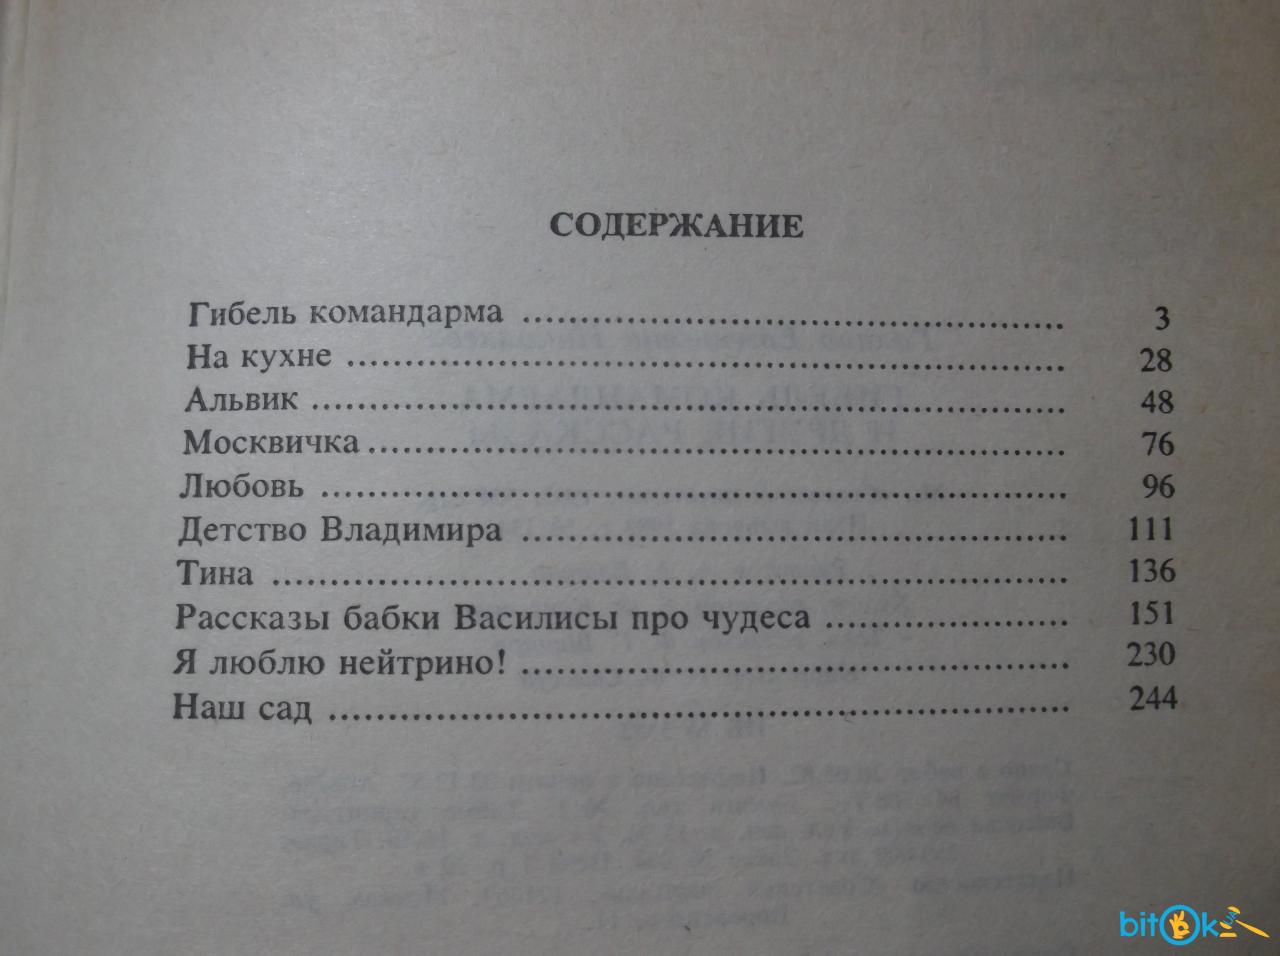 СОДЕРЖАНИЕ
Гибель командарма ........................................ 3
На кухне ........................................ 28
Альвик ........................................ 48
Москвичка ........................................ 76
Любовь ........................................ 96
Детство Владимира ........................................ 111
Тина ........................................ 136
Рассказы бабки Василисы про чудеса .................... 151
Я люблю нейтрино! ........................................ 230
Наш сад ........................................ 244
bitOk